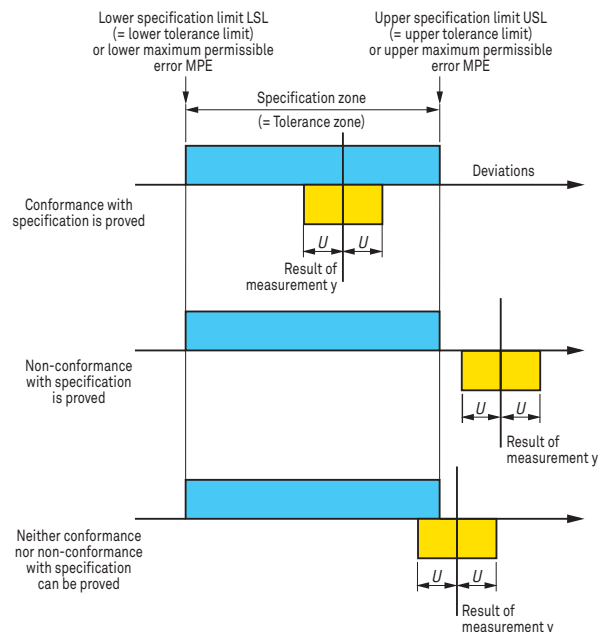 Lower specification limit LSL
(= lower tolerance limit)
or lower maximum permissible
error MPE
Upper specification limit USL
(= upper tolerance limit)
or upper maximum permissible
error MPE
Specification zone
(= Tolerance zone)
Deviations
Conformance with
specification is proved
U
U
Result of
measurement y
Non-conformance
with specification
is proved
U
U
Result of
measurement y
Neither conformance
nor non-conformance
with specification
can be proved
U
U
Result of
measurement y